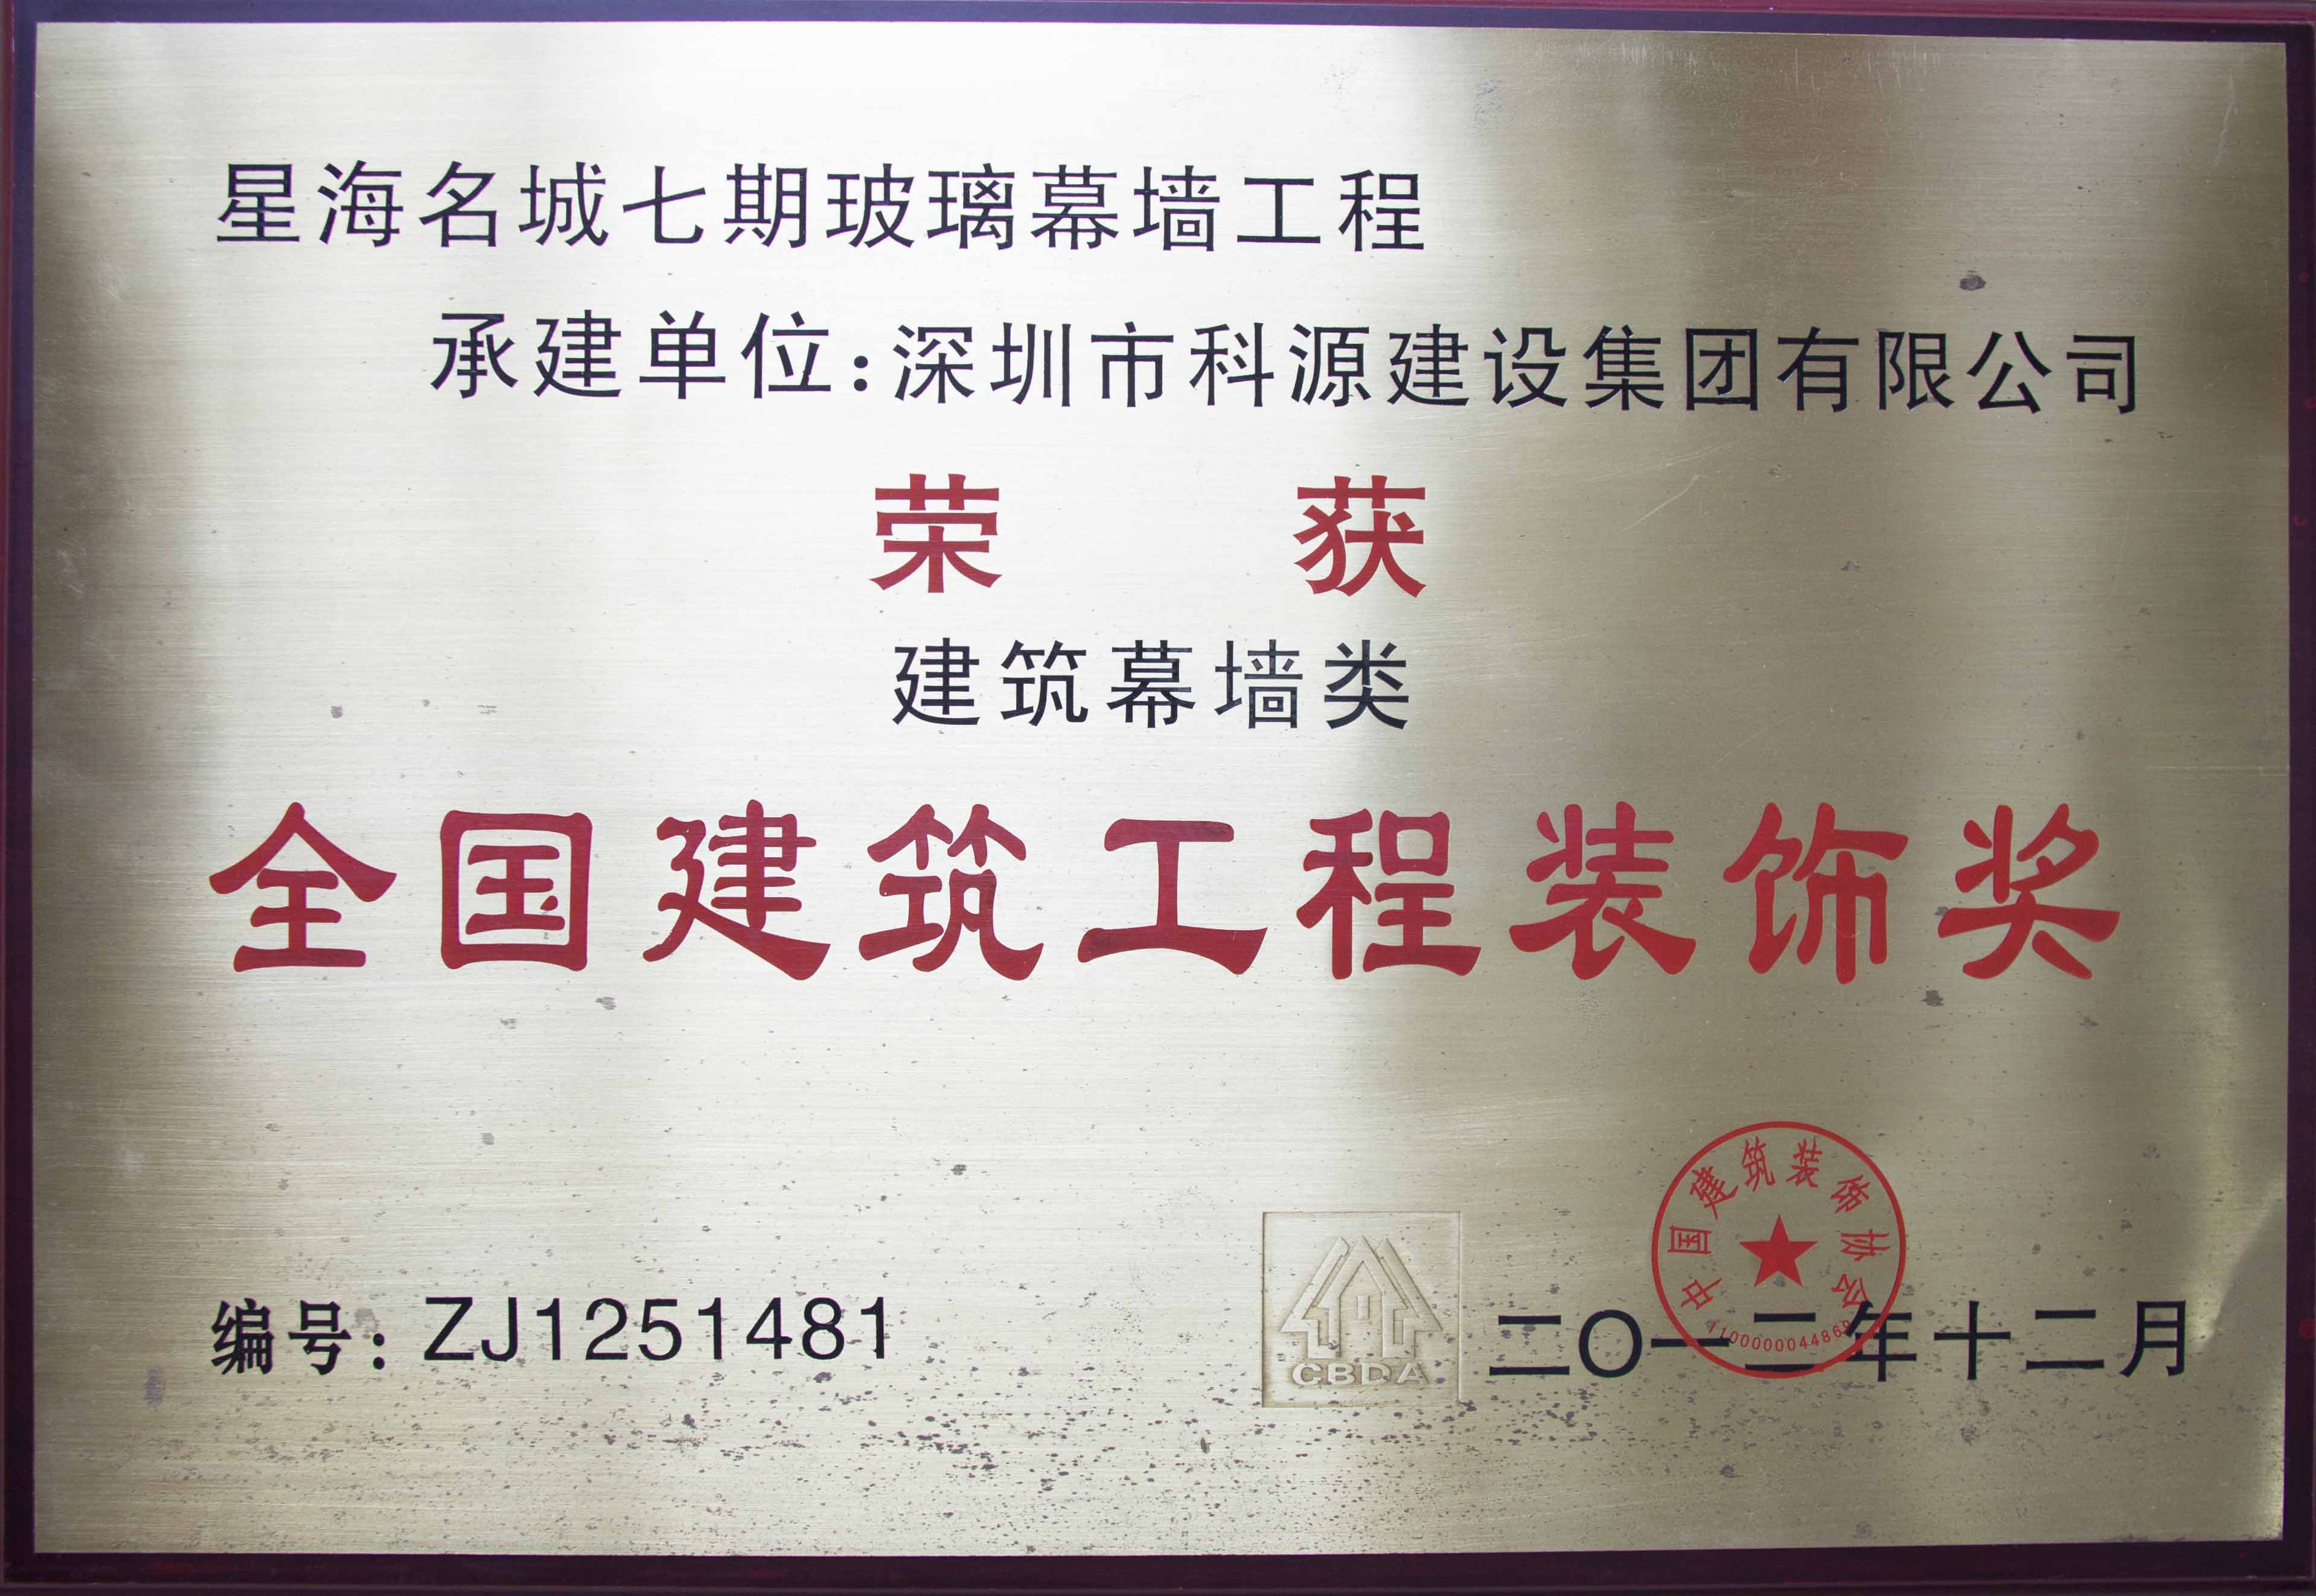 星海名城七期玻璃幕墙工程
承建单位:深圳市科源建设集团有限公司
荣获
建筑幕墙类
全国建筑工程装饰奖
中国建筑装饰协会
编号:ZJ1251481
CBDA
二〇一二年十二月